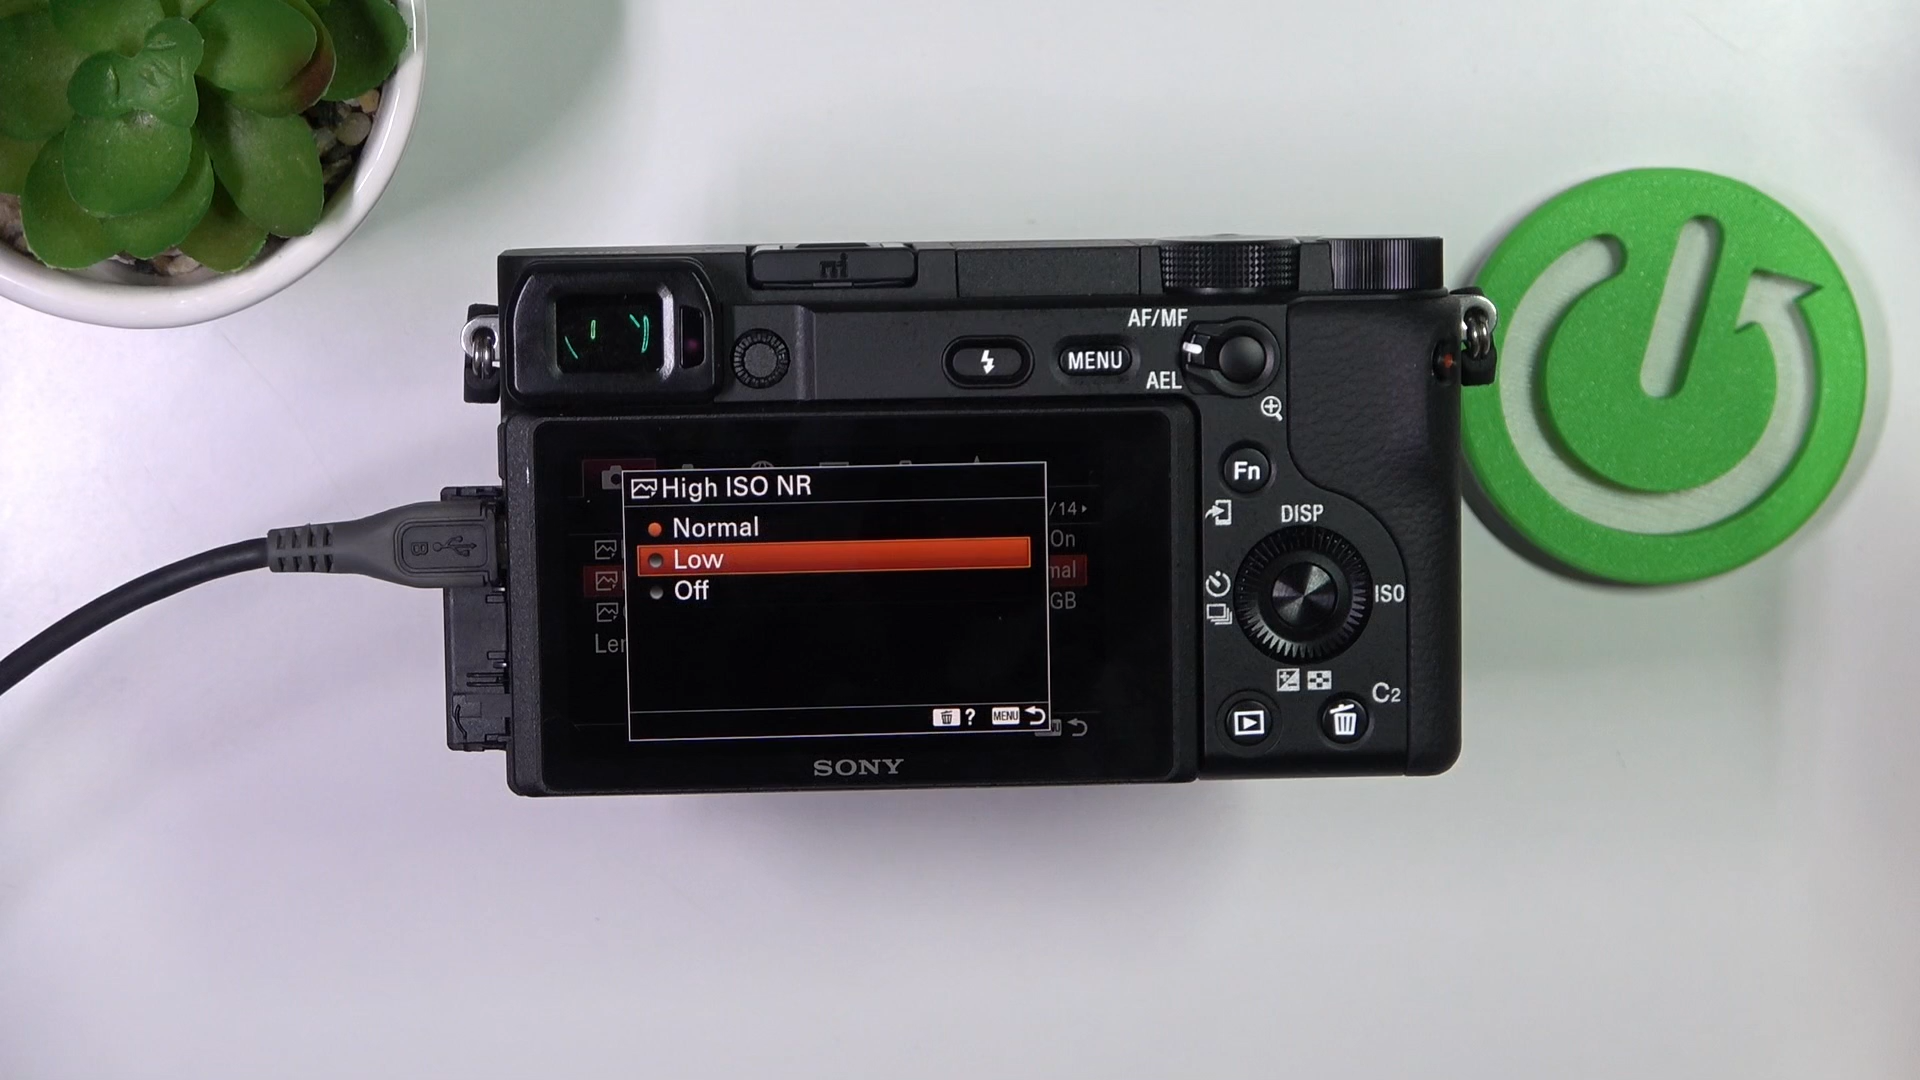 AF/MF
MENU
AEL
Fn
High ISO NR
/14
Normal
On
DISP
Low
mal
Off
GB
ISO
Ler
B
C2
? MENU
SONY